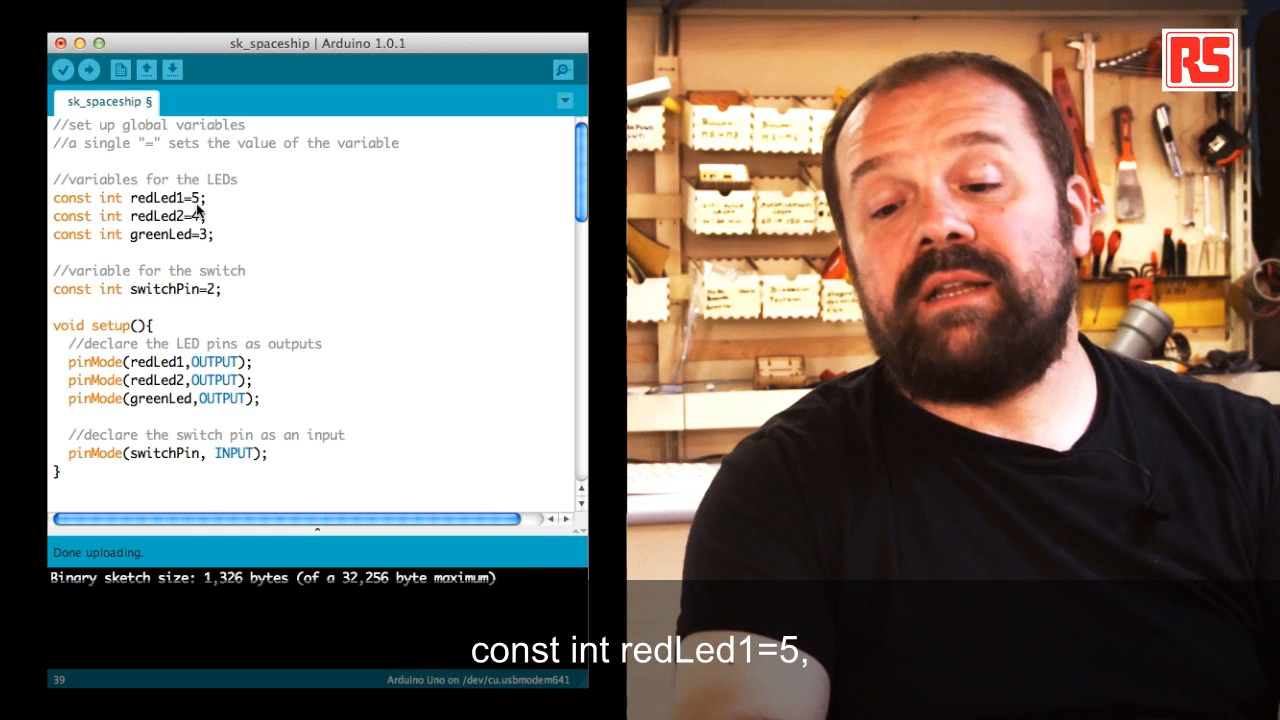 sk_spaceship | Arduino 1.0.1
sk_spaceship §
//set up global variables
//a single "=" sets the value of the variable
//variables for the LEDs
const int redLed1=5;
const int redLed2=4;
const int greenLed=3;
//variable for the switch
const int switchPin=2;
void setup(){
//declare the LED pins as outputs
pinMode(redLed1,OUTPUT);
pinMode(redLed2,OUTPUT);
pinMode(greenLed,OUTPUT);
//declare the switch pin as an input
pinMode(switchPin, INPUT);
}
Done uploading.
Binary sketch size: 1,326 bytes (of a 32,256 byte maximum)
39
Arduino Uno on /dev/cu.usbmodem641
RS
const int redLed1=5,